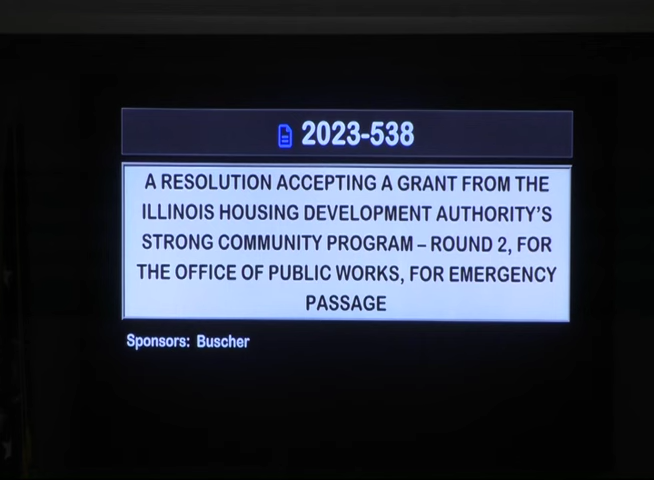 2023-538
A RESOLUTION ACCEPTING A GRANT FROM THE
ILLINOIS HOUSING DEVELOPMENT AUTHORITY'S
STRONG COMMUNITY PROGRAM – ROUND 2, FOR
THE OFFICE OF PUBLIC WORKS, FOR EMERGENCY
PASSAGE
Sponsors: Buscher